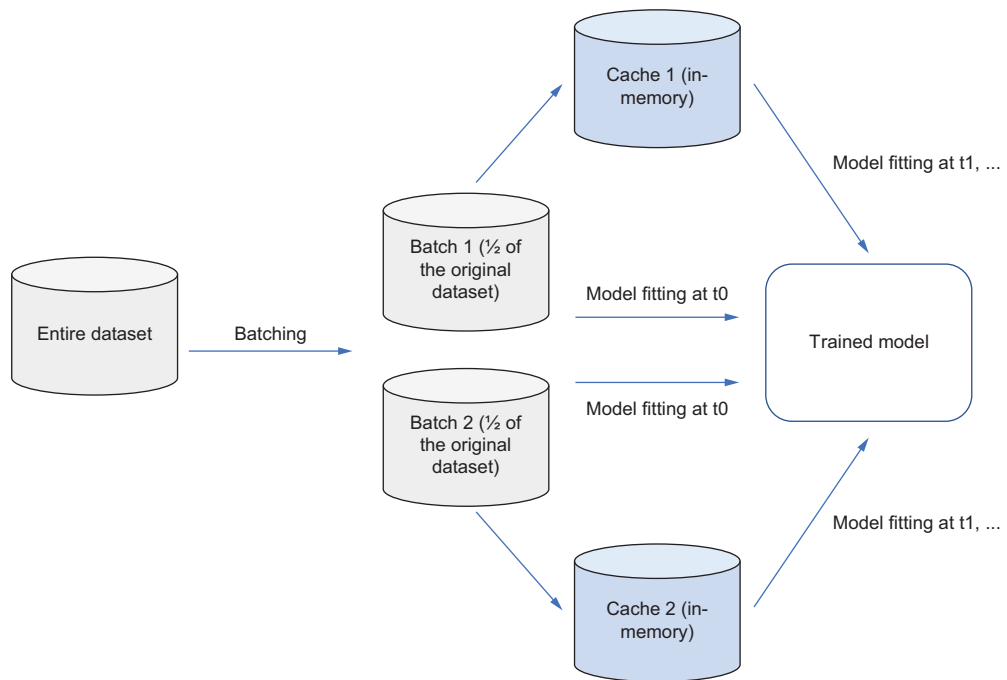 Entire dataset
Batching
Batch 1 (½ of
the original
dataset)
Batch 2 (½ of
the original
dataset)
Cache 1 (in-
memory)
Cache 2 (in-
memory)
Model fitting at t0
Model fitting at t0
Model fitting at t1, ...
Model fitting at t1, ...
Trained model